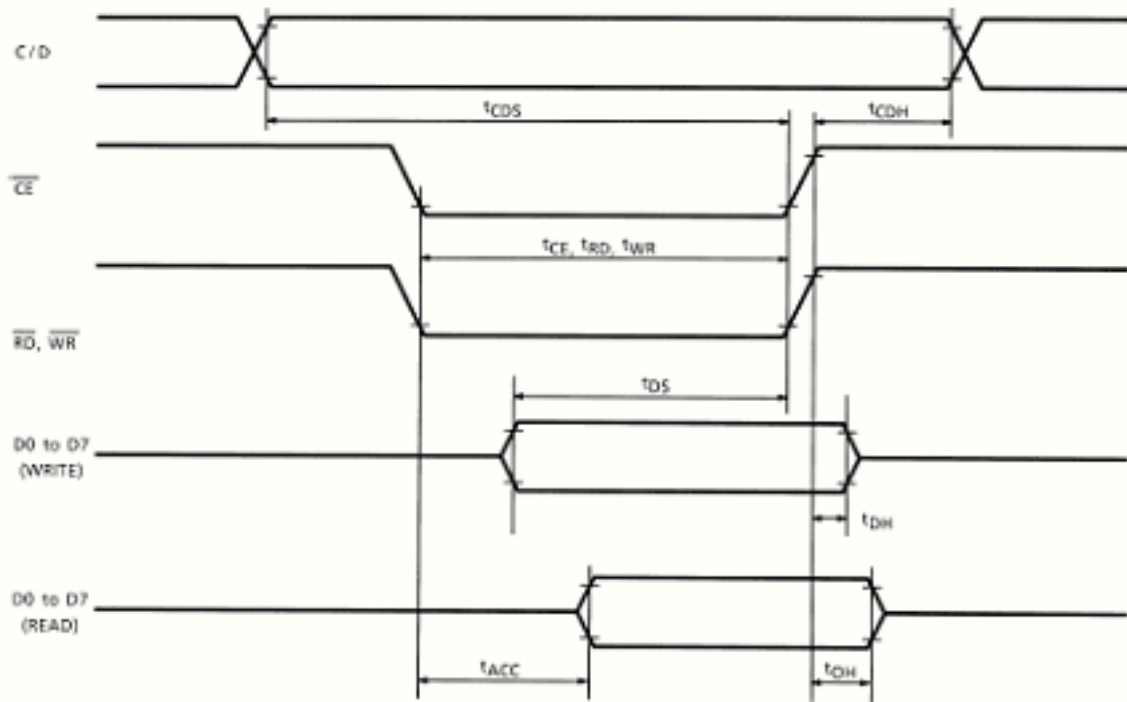 C/D
tCDS
tCDH
CE
tCE, tRD, tWR
RD, WR
tDS
D0 to D7
(WRITE)
tDH
D0 to D7
(READ)
tACC
tOH